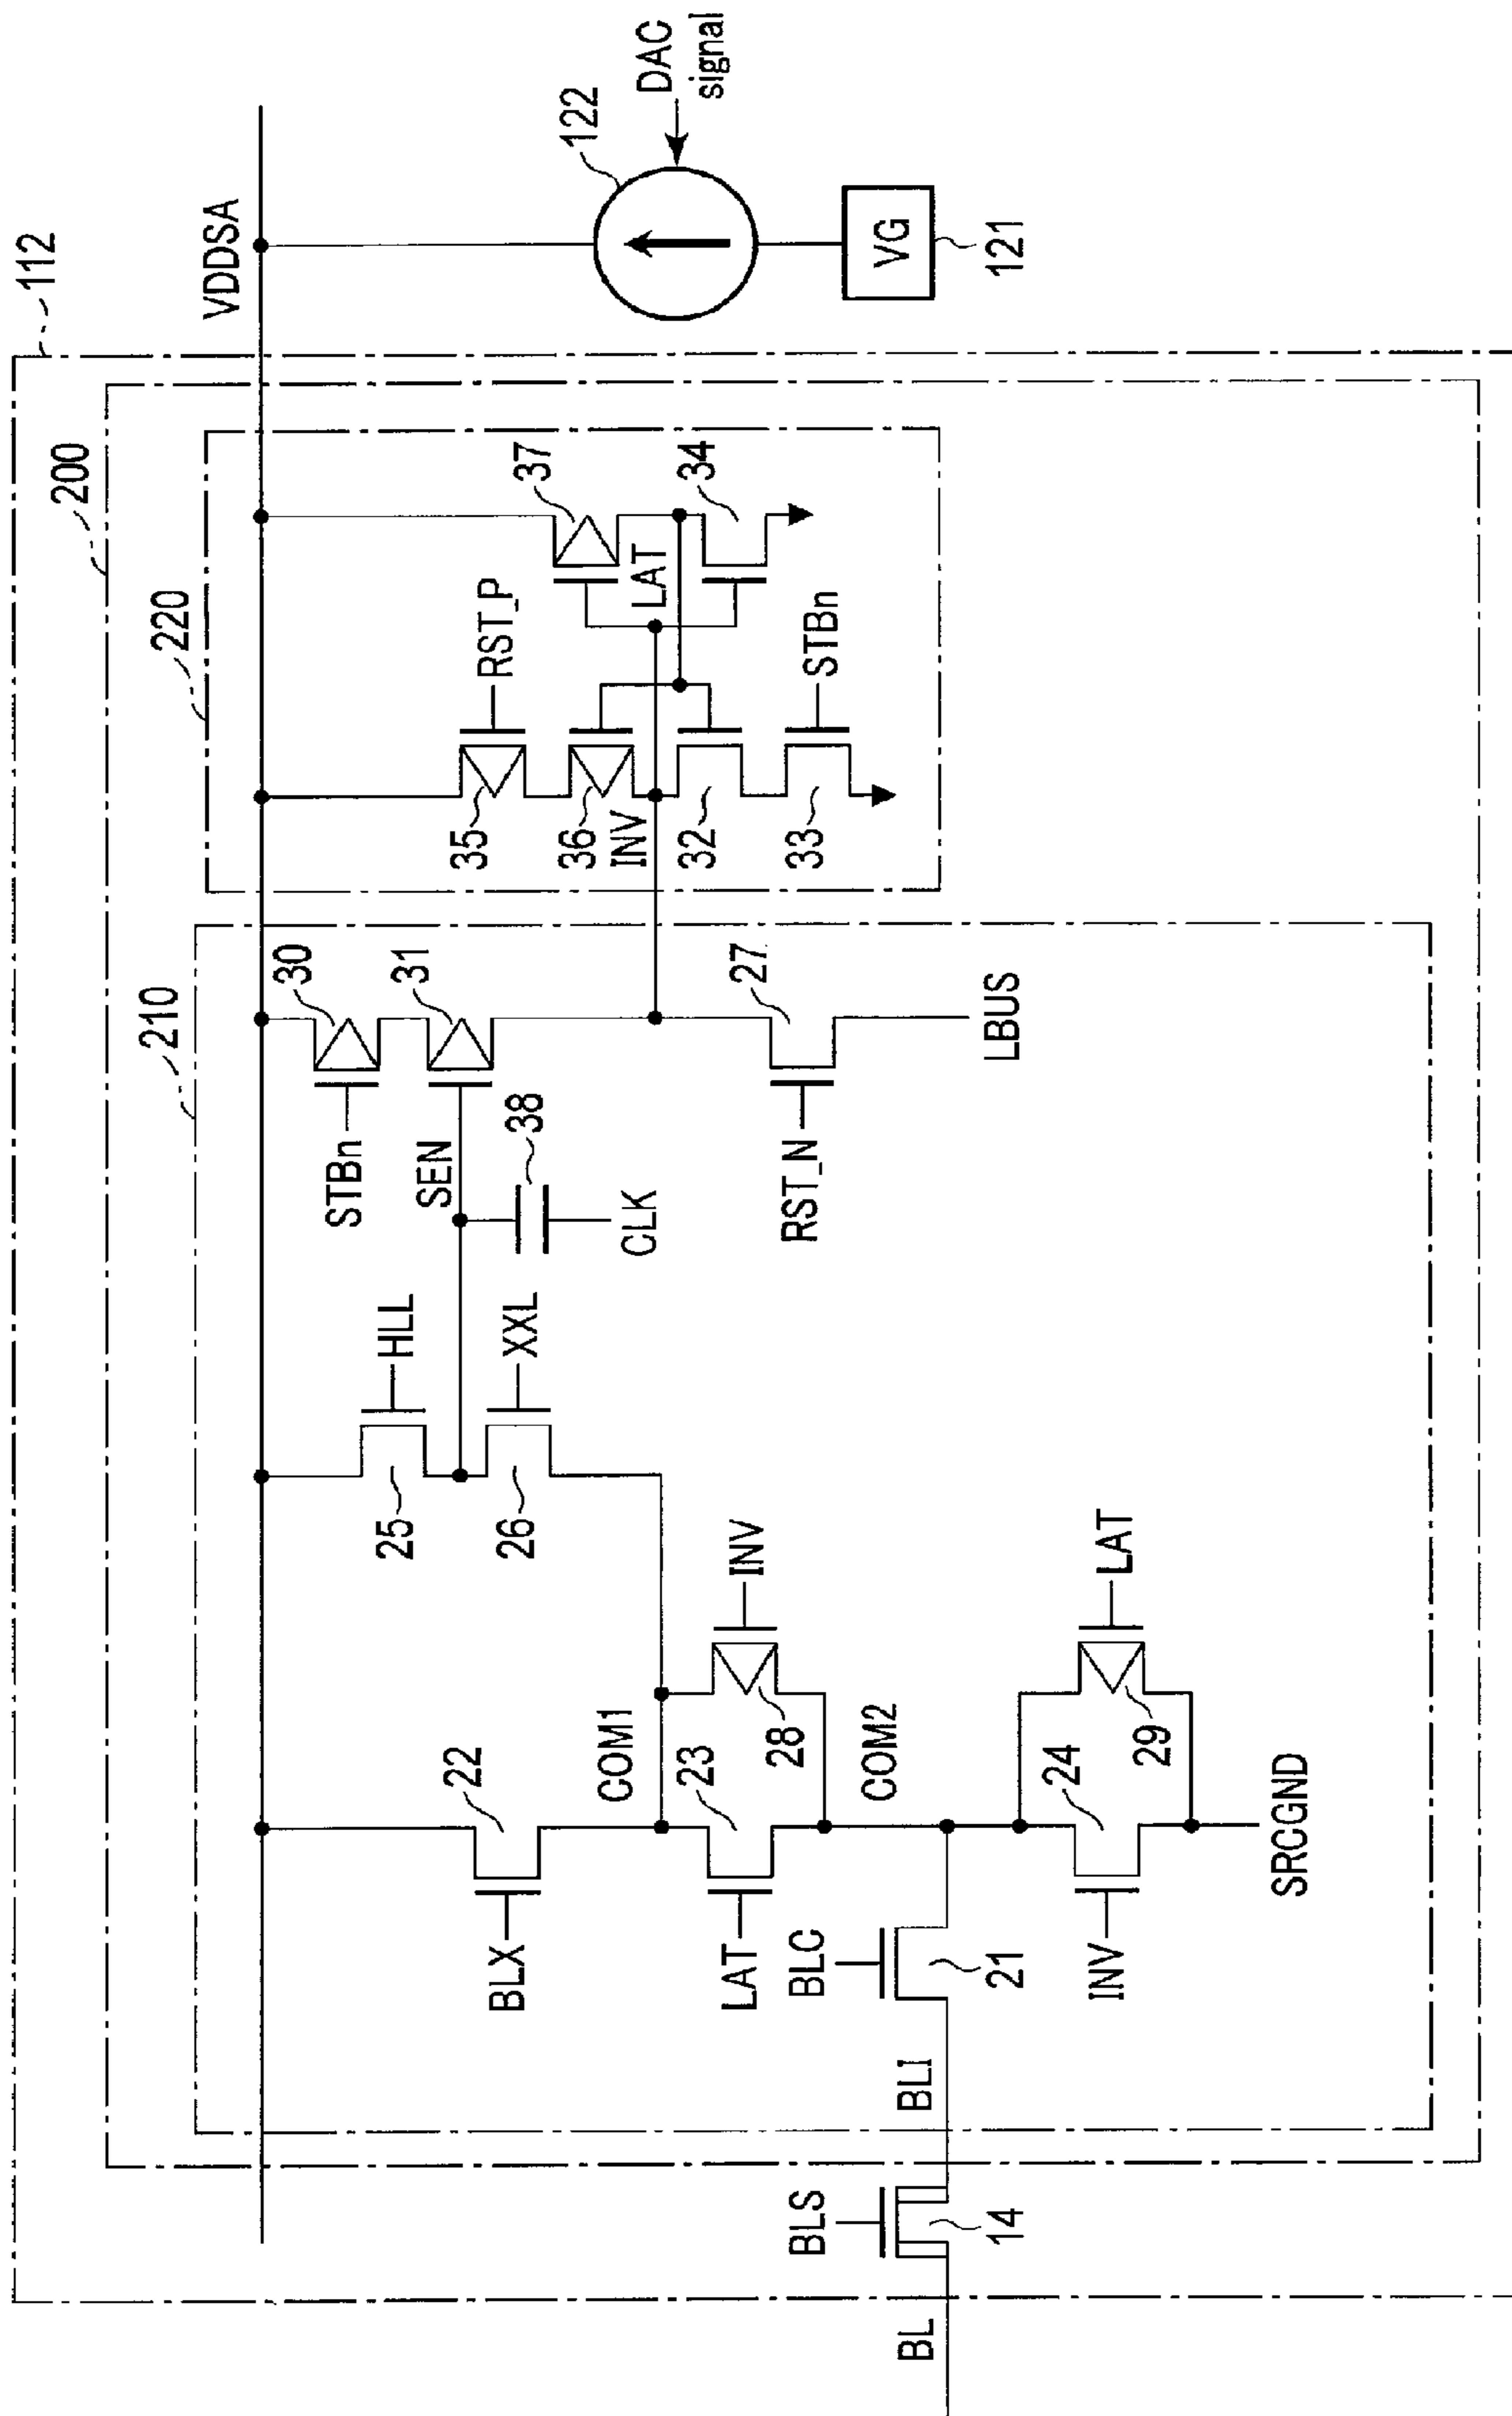 112
200
220
210
VDDSA
122
DAC
signal
VG
121
37
LAT
34
RST_P
STBn
35
36
INV
32
33
30
31
STBn
SEN
38
CLK
27
RST_N
LBUS
HLL
XXL
25
26
INV
LAT
22
COM1
23
28
COM2
24
29
SRCGND
BLX
LAT
BLC
21
INV
BLI
BLS
14
BL